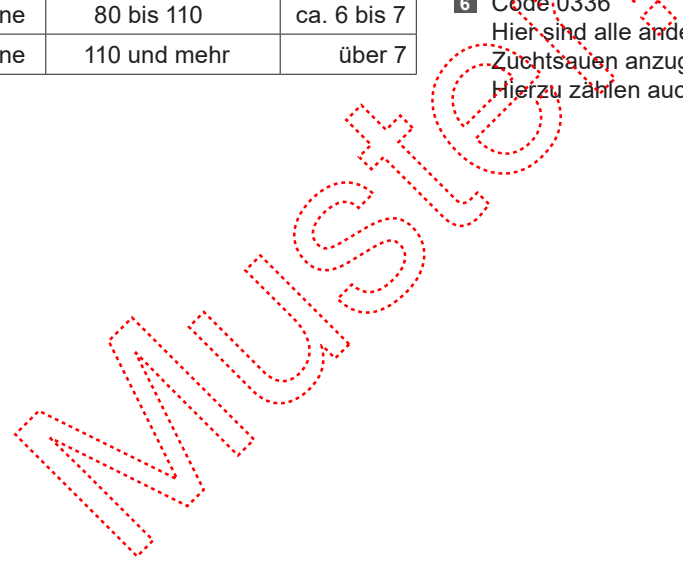 ne 80 bis 110 ca. 6 bis 7
ne 110 und mehr über 7
6 Code 0336
Hier sind alle ande
Zuchtsauen anzug
Hierzu zählen auc
Muster